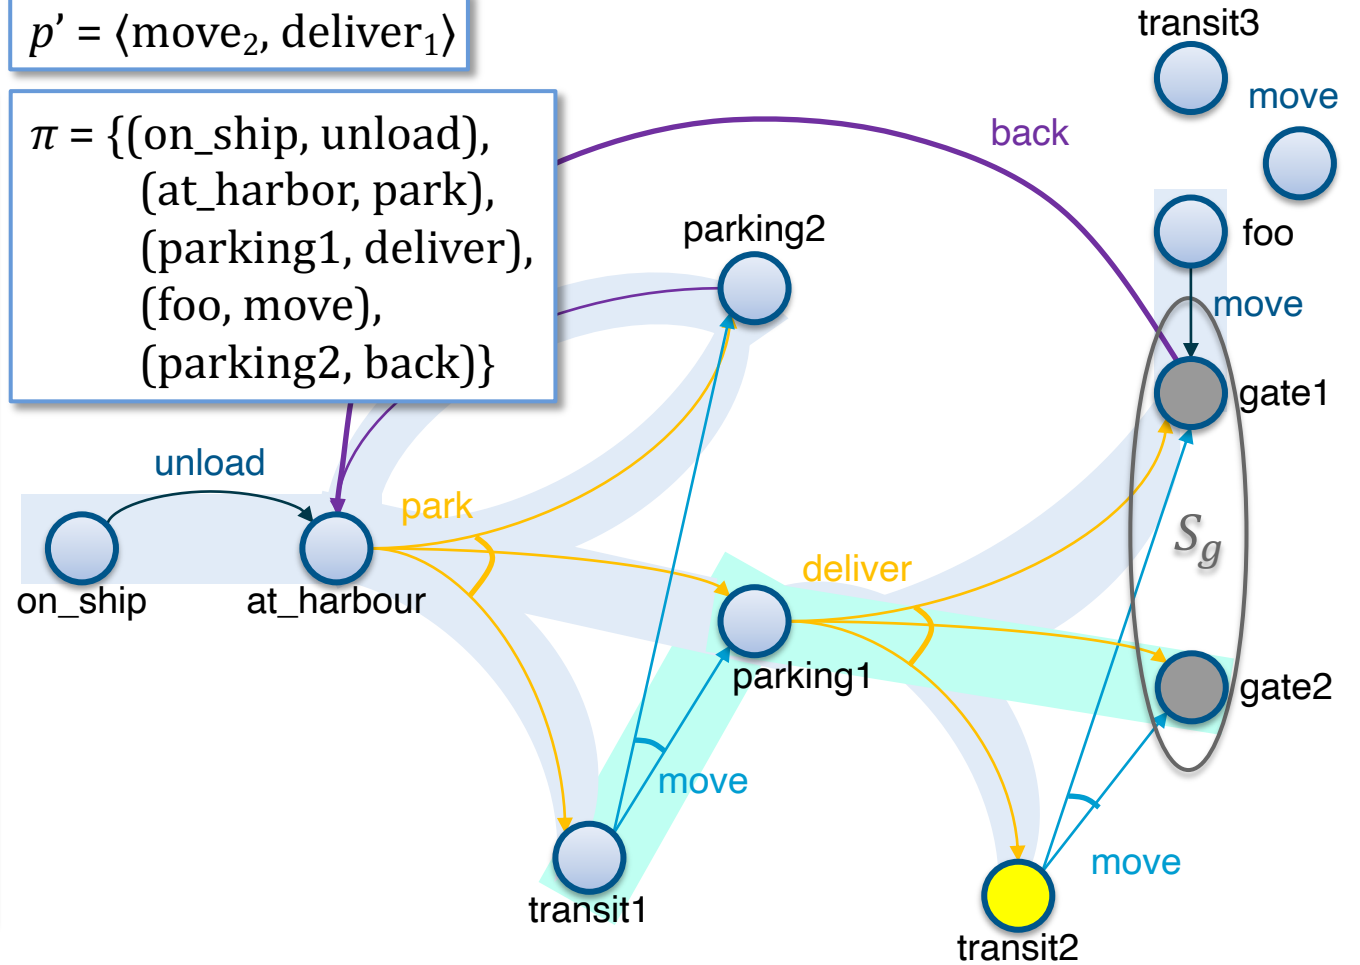 p' = ⟨move₂, deliver₁⟩
π = {(on_ship, unload),
(at_harbor, park),
(parking1, deliver),
(foo, move),
(parking2, back)}
transit3
move
back
foo
parking2
move
gate1
unload
park
S_g
deliver
on_ship
at_harbour
parking1
gate2
move
move
transit1
transit2